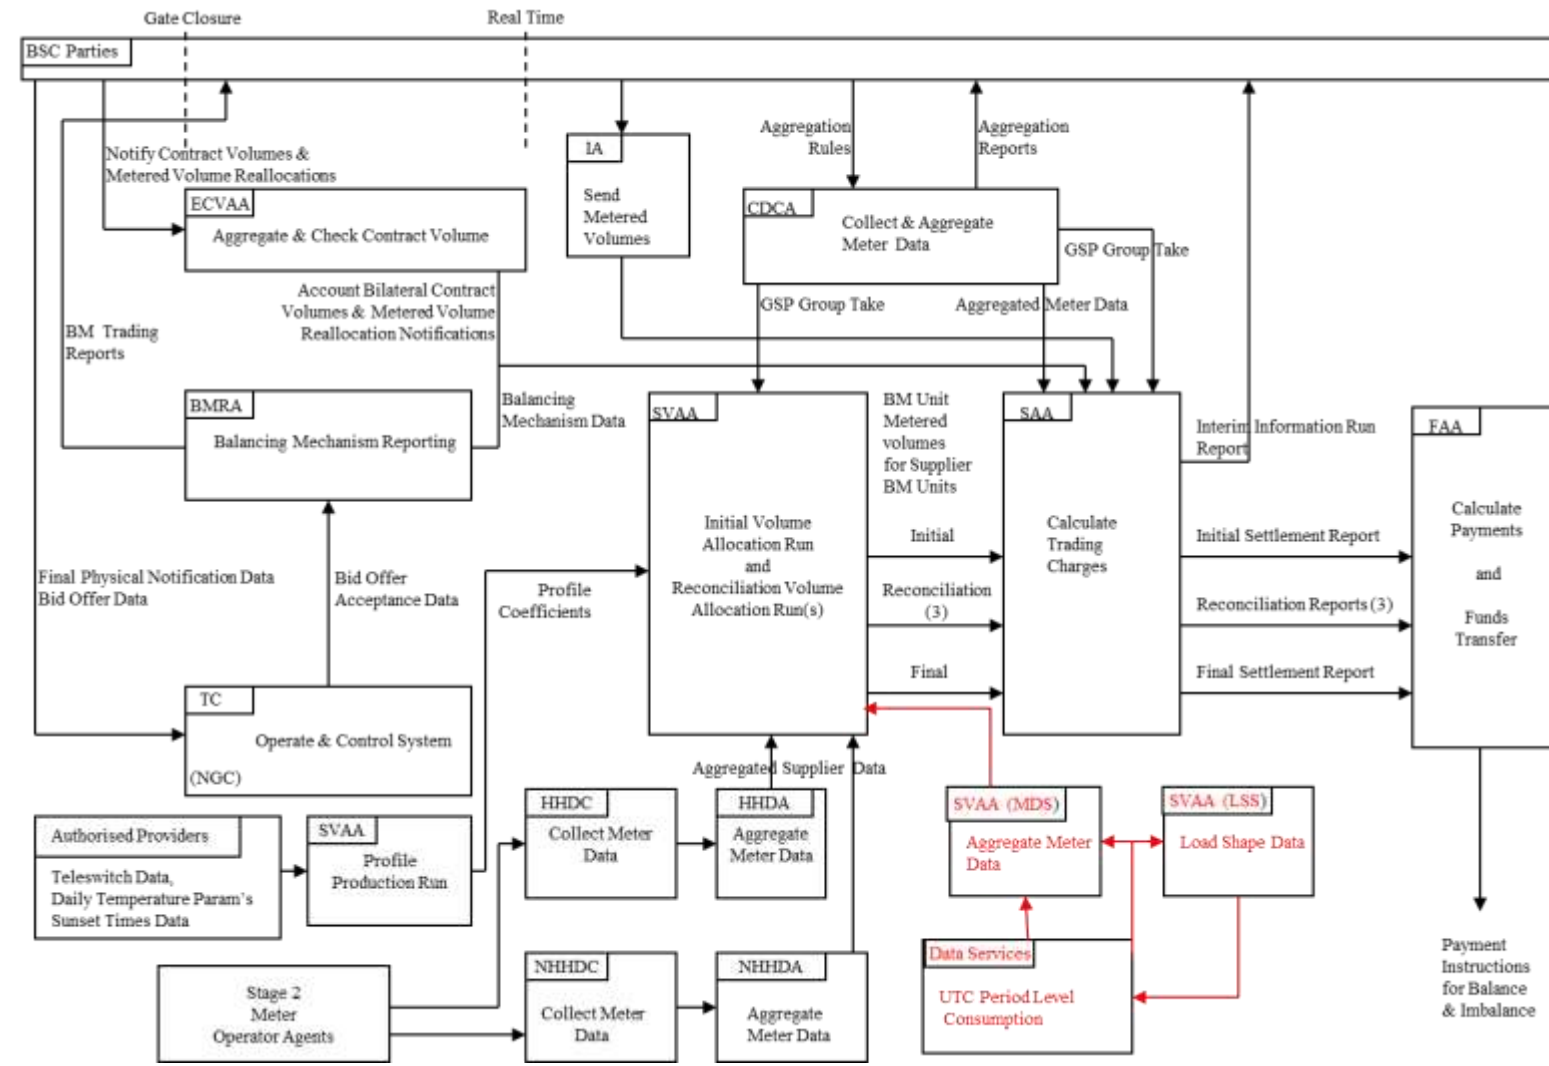 Gate Closure
Real Time
BSC Parties
Notify Contract Volumes &
Metered Volume Reallocations
ECVAA
Aggregate & Check Contract Volume
IA
Send
Metered
Volumes
Aggregation
Rules
Aggregation
Reports
CDCA
Collect & Aggregate
Meter Data
GSP Group Take
Account Bilateral Contract
Volumes & Metered Volume
Reallocation Notifications
GSP Group Take
Aggregated Meter Data
BM Trading
Reports
BMRA
Balancing Mechanism Reporting
Balancing
Mechanism Data
SVAA
Initial Volume
Allocation Run
and
Reconciliation Volume
Allocation Run(s)
BM Unit
Metered
volumes
for Supplier
BM Units
Initial
Reconciliation
(3)
Final
SAA
Calculate
Trading
Charges
Interim Information Run
Report
Initial Settlement Report
Reconciliation Reports (3)
Final Settlement Report
FAA
Calculate
Payments
and
Funds
Transfer
Final Physical Notification Data
Bid Offer Data
Bid Offer
Acceptance Data
Profile
Coefficients
TC
Operate & Control System
(NGC)
Aggregated Supplier Data
Authorised Providers
Teleswitch Data,
Daily Temperature Param's
Sunset Times Data
SVAA
Profile
Production Run
HHDC
Collect Meter
Data
HHDA
Aggregate
Meter Data
SVAA (MDS)
Aggregate Meter
Data
SVAA (LSS)
Load Shape Data
Stage 2
Meter
Operator Agents
NHHDC
Collect Meter
Data
NHHDA
Aggregate
Meter Data
Data Services
UTC Period Level
Consumption
Payment
Instructions
for Balance
& Imbalance